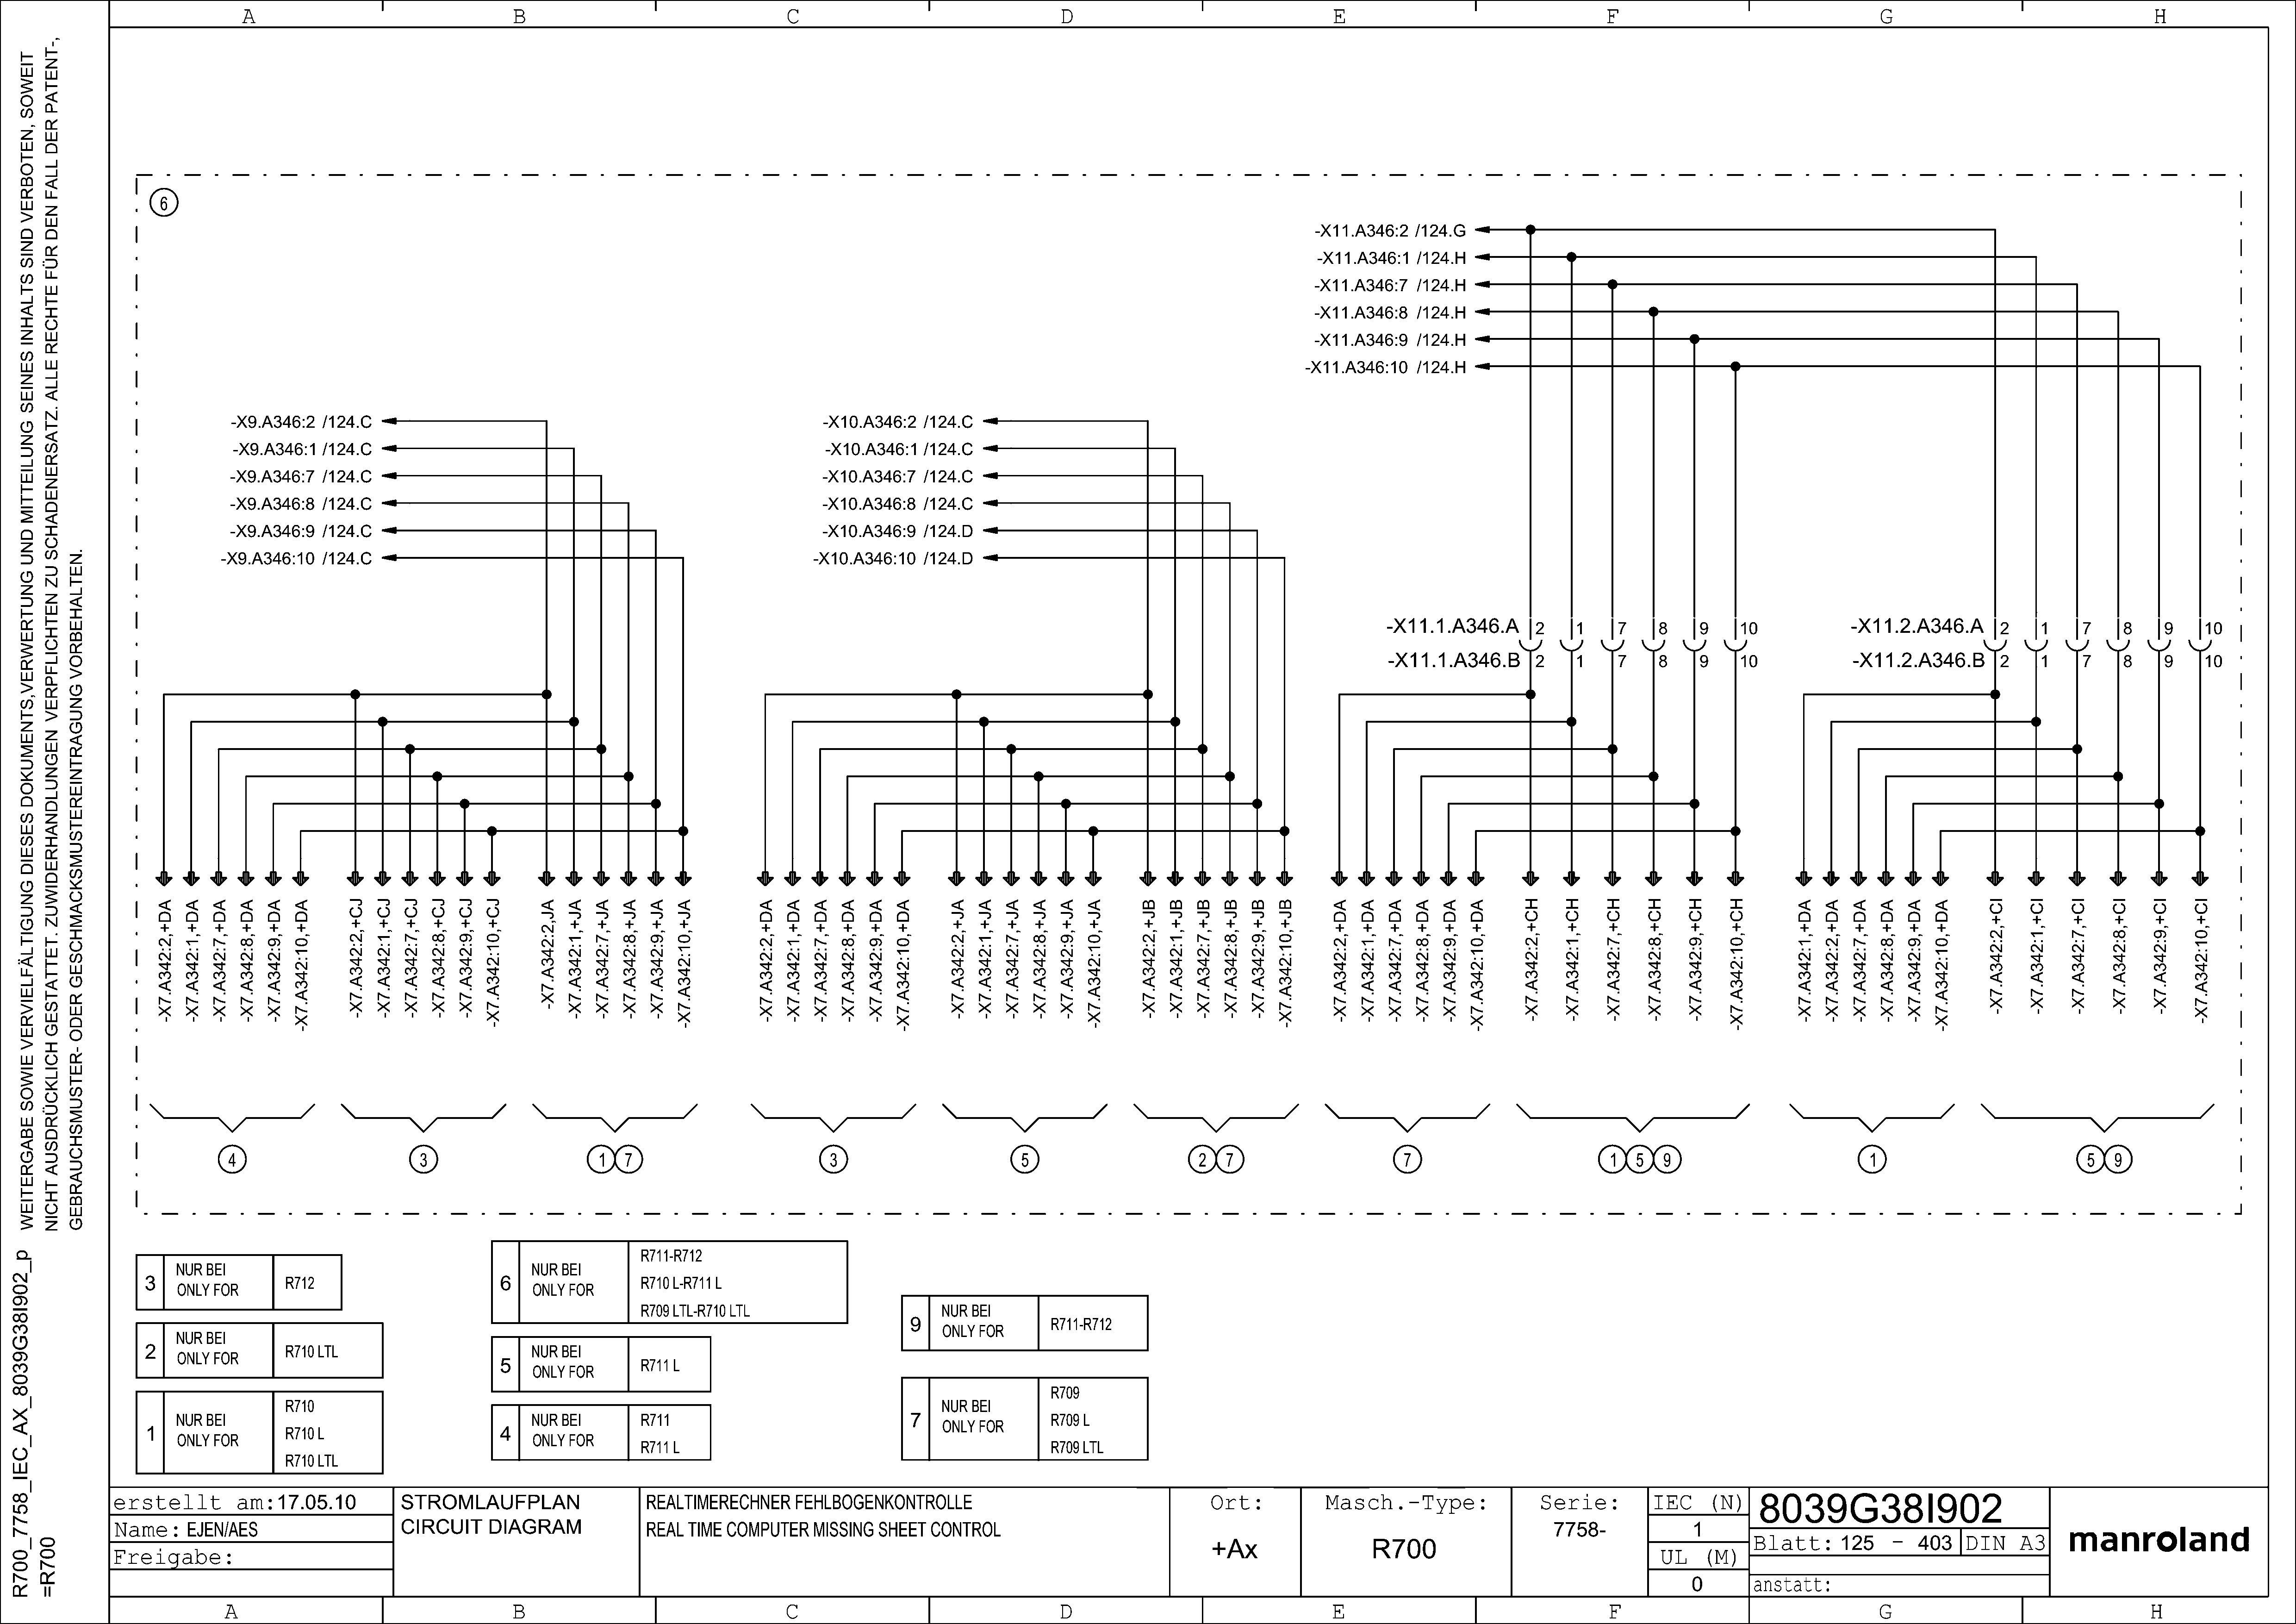 A B C D E F G H
WEITERGABE SOWIE VERVIELFÄLTIGUNG DIESES DOKUMENTS,VERWERTUNG UND MITTEILUNG SEINES INHALTS SIND VERBOTEN, SOWEIT
NICHT AUSDRÜCKLICH GESTATTET. ZUWIDERHANDLUNGEN VERPFLICHTEN ZU SCHADENERSATZ. ALLE RECHTE FÜR DEN FALL DER PATENT-,
GEBRAUCHSMUSTER- ODER GESCHMACKSMUSTEREINTRAGUNG VORBEHALTEN.
R700_7758_IEC_AX_8039G38I902_p
=R700
6
-X11.A346:2 /124.G
-X11.A346:1 /124.H
-X11.A346:7 /124.H
-X11.A346:8 /124.H
-X11.A346:9 /124.H
-X11.A346:10 /124.H
-X9.A346:2 /124.C
-X9.A346:1 /124.C
-X9.A346:7 /124.C
-X9.A346:8 /124.C
-X9.A346:9 /124.C
-X9.A346:10 /124.C
-X10.A346:2 /124.C
-X10.A346:1 /124.C
-X10.A346:7 /124.C
-X10.A346:8 /124.C
-X10.A346:9 /124.D
-X10.A346:10 /124.D
-X11.1.A346.A 2 1 7 8 9 10
-X11.1.A346.B 2 1 7 8 9 10
-X11.2.A346.A 2 1 7 8 9 10
-X11.2.A346.B 2 1 7 8 9 10
-X7.A342:2,+DA
-X7.A342:1,+DA
-X7.A342:7,+DA
-X7.A342:8,+DA
-X7.A342:9,+DA
-X7.A342:10,+DA
-X7.A342:2,+CJ
-X7.A342:1,+CJ
-X7.A342:7,+CJ
-X7.A342:8,+CJ
-X7.A342:9,+CJ
-X7.A342:10,+CJ
-X7.A342:2,JA
-X7.A342:1,+JA
-X7.A342:7,+JA
-X7.A342:8,+JA
-X7.A342:9,+JA
-X7.A342:10,+JA
-X7.A342:2,+DA
-X7.A342:1,+DA
-X7.A342:7,+DA
-X7.A342:8,+DA
-X7.A342:9,+DA
-X7.A342:10,+DA
-X7.A342:2,+JA
-X7.A342:1,+JA
-X7.A342:7,+JA
-X7.A342:8,+JA
-X7.A342:9,+JA
-X7.A342:10,+JA
-X7.A342:2,+JB
-X7.A342:1,+JB
-X7.A342:7,+JB
-X7.A342:8,+JB
-X7.A342:9,+JB
-X7.A342:10,+JB
-X7.A342:2,+DA
-X7.A342:1,+DA
-X7.A342:7,+DA
-X7.A342:8,+DA
-X7.A342:9,+DA
-X7.A342:10,+DA
-X7.A342:2,+CH
-X7.A342:1,+CH
-X7.A342:7,+CH
-X7.A342:8,+CH
-X7.A342:9,+CH
-X7.A342:10,+CH
-X7.A342:1,+DA
-X7.A342:2,+DA
-X7.A342:7,+DA
-X7.A342:8,+DA
-X7.A342:9,+DA
-X7.A342:10,+DA
-X7.A342:2,+CI
-X7.A342:1,+CI
-X7.A342:7,+CI
-X7.A342:8,+CI
-X7.A342:9,+CI
-X7.A342:10,+CI
4 3 1 7 3 5 2 7 7 1 5 9 1 5 9
3 NUR BEI
ONLY FOR R712
2 NUR BEI
ONLY FOR R710 LTL
1 NUR BEI
ONLY FOR
R710
R710 L
R710 LTL
6 NUR BEI
ONLY FOR
R711-R712
R710 L-R711 L
R709 LTL-R710 LTL
5 NUR BEI
ONLY FOR R711 L
4 NUR BEI
ONLY FOR
R711
R711 L
9 NUR BEI
ONLY FOR R711-R712
7 NUR BEI
ONLY FOR
R709
R709 L
R709 LTL
erstellt am:17.05.10
Name: EJEN/AES
Freigabe:
STROMLAUFPLAN
CIRCUIT DIAGRAM
REALTIMERECHNER FEHLBOGENKONTROLLE
REAL TIME COMPUTER MISSING SHEET CONTROL
Ort:
+Ax
Masch.-Type:
R700
Serie:
7758-
IEC (N)
1
UL (M)
0
8039G38I902
Blatt: 125 - 403 DIN A3
anstatt:
manroland
A B C D E F G H